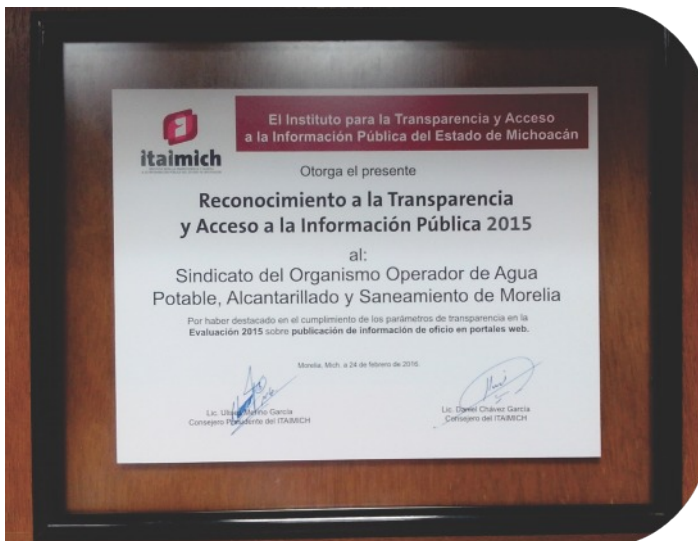 El Instituto para la Transparencia y Acceso
a la Información Pública del Estado de Michoacán
itaimich
Otorga el presente
Reconocimiento a la Transparencia
y Acceso a la Información Pública 2015
al:
Sindicato del Organismo Operador de Agua
Potable, Alcantarillado y Saneamiento de Morelia
Por haber destacado en el cumplimiento de los parámetros de transparencia en la
Evaluación 2015 sobre publicación de información de oficio en portales web.
Morelia, Mich. a 24 de febrero de 2016.
Lic. Ulises Merino García
Consejero Presidente del ITAIMICH
Lic. Daniel Chávez García
Consejero del ITAIMICH